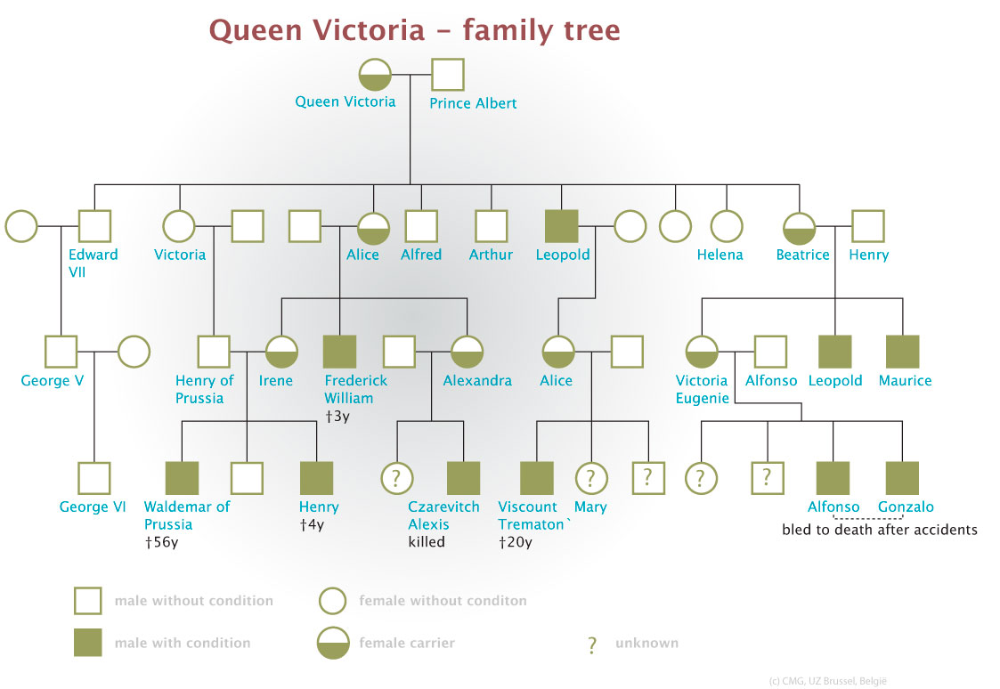 Queen Victoria – family tree
Queen Victoria
Prince Albert
Edward
VII
Victoria
Alice
Alfred
Arthur
Leopold
Helena
Beatrice
Henry
George V
Henry of
Prussia
Irene
Frederick
William
†3y
Alexandra
Alice
Victoria
Eugenie
Alfonso
Leopold
Maurice
?
?
?
?
?
George VI
Waldemar of
Prussia
†56y
Henry
†4y
Czarevitch
Alexis
killed
Viscount
Trematon`
†20y
Mary
Alfonso
Gonzalo
bled to death after accidents
male without condition
female without conditon
male with condition
female carrier
? unknown
(c) CMG, UZ Brussel, België